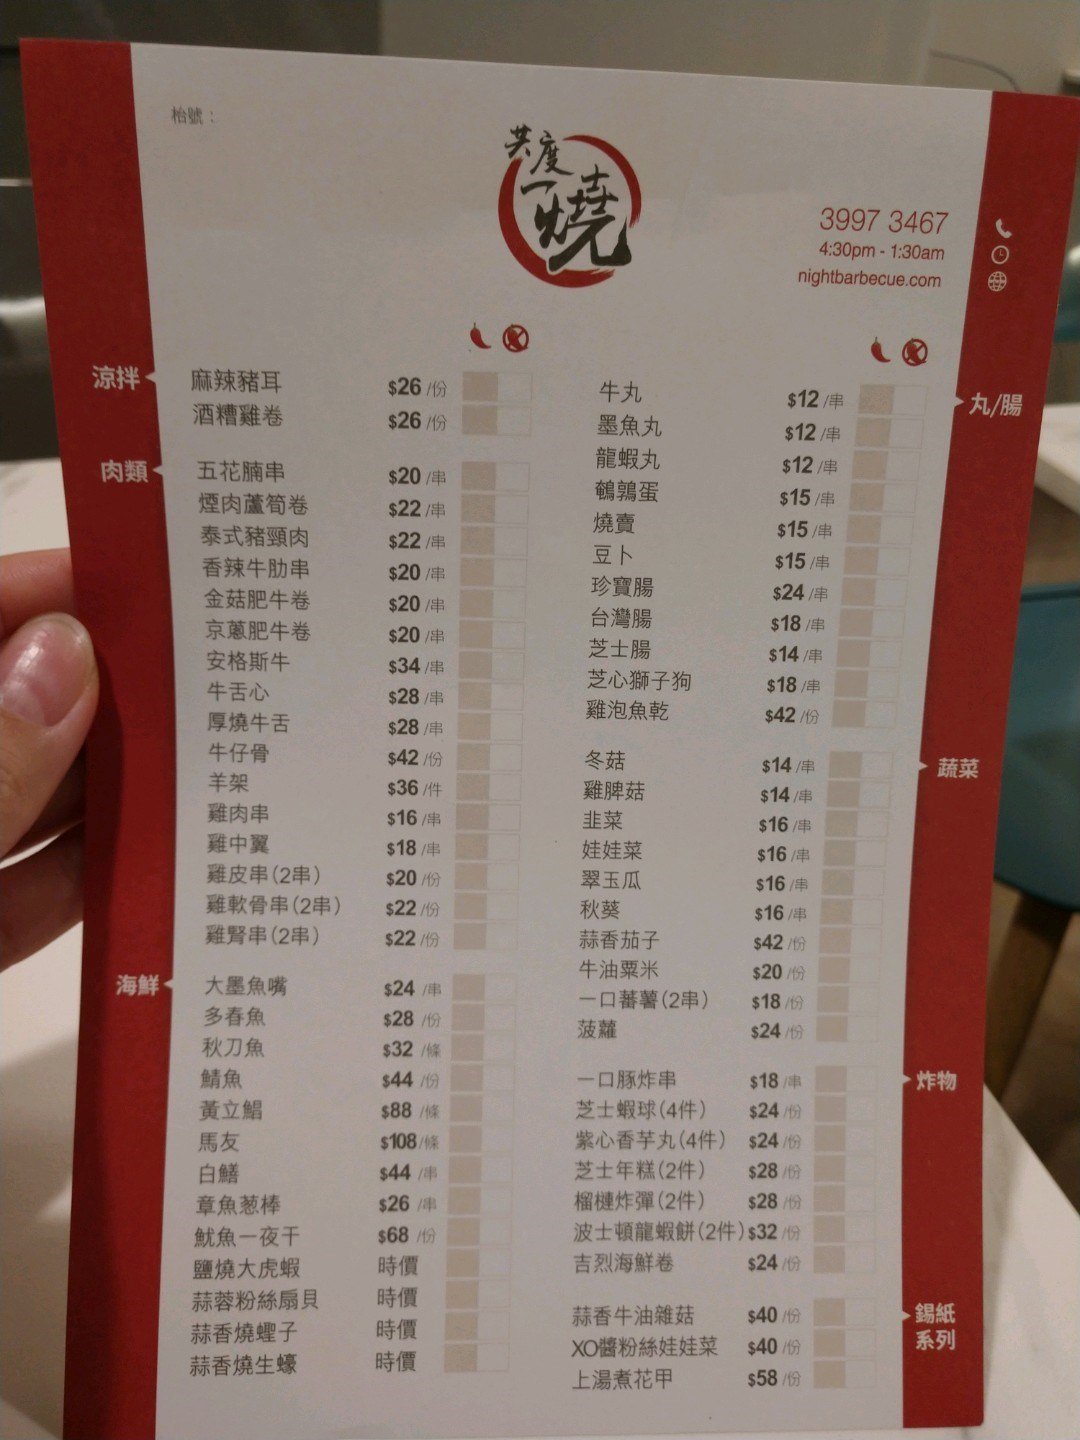 枱號：
共度
一燒
3997 3467
4:30pm - 1:30am
nightbarbecue.com
涼拌
麻辣豬耳 $26 /份
酒糟雞卷 $26 /份
肉類
五花腩串 $20 /串
煙肉蘆筍卷 $22 /串
泰式豬頸肉 $22 /串
香辣牛肋串 $20 /串
金菇肥牛卷 $20 /串
京蔥肥牛卷 $20 /串
安格斯牛 $34 /串
牛舌心 $28 /串
厚燒牛舌 $28 /串
牛仔骨 $42 /份
羊架 $36 /件
雞肉串 $16 /串
雞中翼 $18 /串
雞皮串(2串) $20 /份
雞軟骨串(2串) $22 /份
雞腎串(2串) $22 /份
海鮮
大墨魚嘴 $24 /串
多春魚 $28 /份
秋刀魚 $32 /條
鯖魚 $44 /份
黃立鯧 $88 /條
馬友 $108/條
白鱔 $44 /串
章魚葱棒 $26 /串
魷魚一夜干 $68 /份
鹽燒大虎蝦 時價
蒜蓉粉絲扇貝 時價
蒜香燒蟶子 時價
蒜香燒生蠔 時價
丸/腸
牛丸 $12 /串
墨魚丸 $12 /串
龍蝦丸 $12 /串
鵪鶉蛋 $15 /串
燒賣 $15 /串
豆卜 $15 /串
珍寶腸 $24 /串
台灣腸 $18 /串
芝士腸 $14 /串
芝心獅子狗 $18 /串
雞泡魚乾 $42 /份
蔬菜
冬菇 $14 /串
雞脾菇 $14 /串
韭菜 $16 /串
娃娃菜 $16 /串
翠玉瓜 $16 /串
秋葵 $16 /串
蒜香茄子 $42 /份
牛油粟米 $20 /份
一口蕃薯(2串) $18 /份
菠蘿 $24 /份
炸物
一口豚炸串 $18 /串
芝士蝦球(4件) $24 /份
紫心香芋丸(4件) $24 /份
芝士年糕(2件) $28 /份
榴槤炸彈(2件) $28 /份
波士頓龍蝦餅(2件) $32 /份
吉烈海鮮卷 $24 /份
錫紙
系列
蒜香牛油雜菇 $40 /份
XO醬粉絲娃娃菜 $40 /份
上湯煮花甲 $58 /份